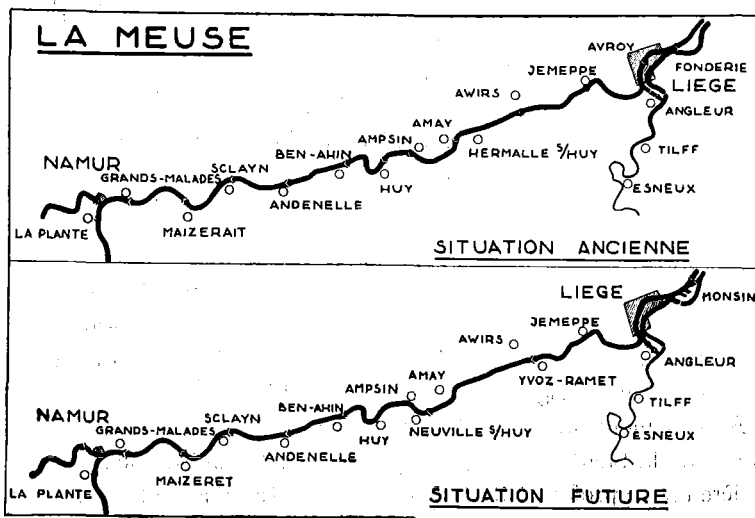 LA MEUSE
AVROY
FONDERIE
JEMEPPE
LIEGE
AWIRS
ANGLEUR
AMAY
AMPSIN
HERMALLE S/HUY
TILFF
BEN-AHIN
SCLAYN
NAMUR
GRANDS-MALADES
HUY
ESNEUX
ANDENELLE
LA PLANTE
MAIZERAIT
SITUATION ANCIENNE
LIEGE
MONSIN
JEMEPPE
AWIRS
ANGLEUR
YVOZ-RAMET
AMAY
AMPSIN
TILFF
BEN-AHIN
SCLAYN
NAMUR
GRANDS-MALADES
HUY
NEUVILLE S/HUY
ESNEUX
ANDENELLE
MAIZERET
LA PLANTE
SITUATION FUTURE